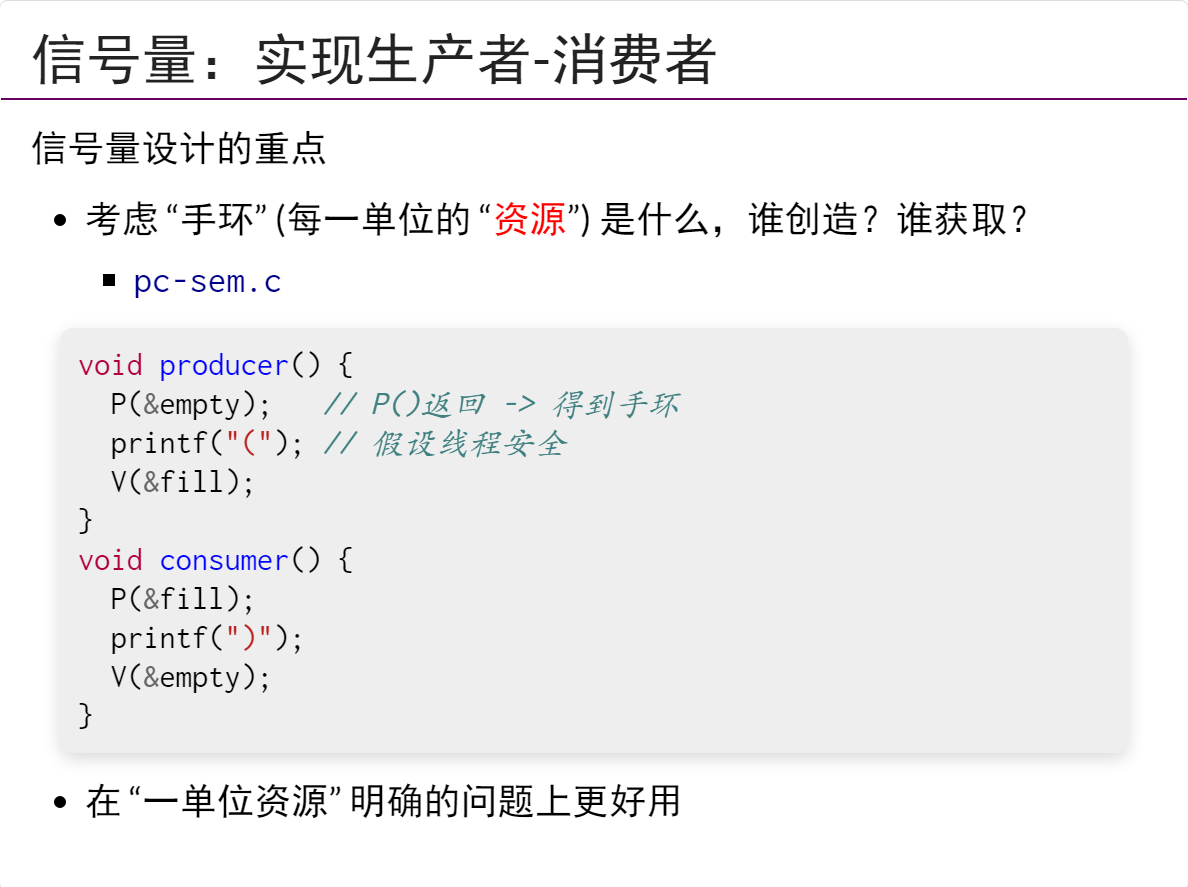 信号量：实现生产者-消费者
信号量设计的重点
• 考虑 “手环” (每一单位的 “资源”) 是什么，谁创造？谁获取？
▪ pc-sem.c
void producer() {
  P(&empty);   // P()返回 -> 得到手环
  printf("("); // 假设线程安全
  V(&fill);
}
void consumer() {
  P(&fill);
  printf(")");
  V(&empty);
}
• 在 “一单位资源” 明确的问题上更好用